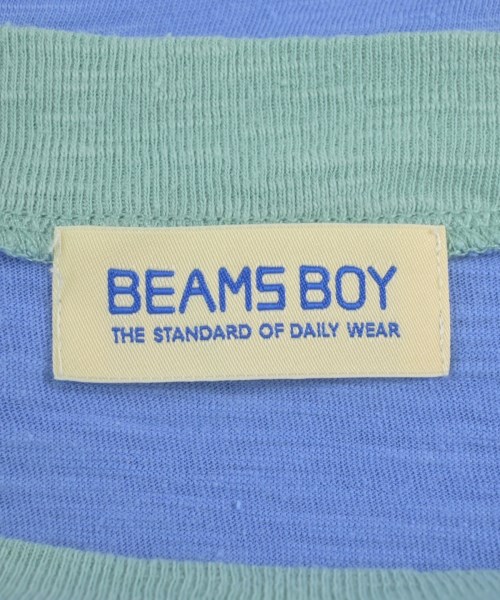 BEAMS BOY
THE STANDARD OF DAILY WEAR